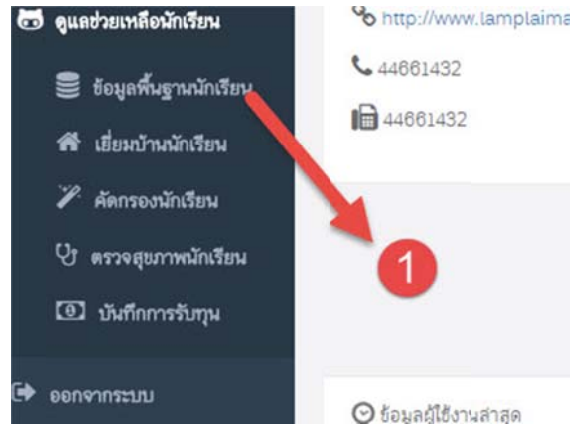 ดูแลช่วยเหลือนักเรียน
ข้อมูลพื้นฐานนักเรียน
เยี่ยมบ้านนักเรียน
คัดกรองนักเรียน
ตรวจสุขภาพนักเรียน
บันทึกการรับทุน
ออกจากระบบ
http://www.lamplaima
44661432
44661432
1
ข้อมูลผู้ใช้งานล่าสุด